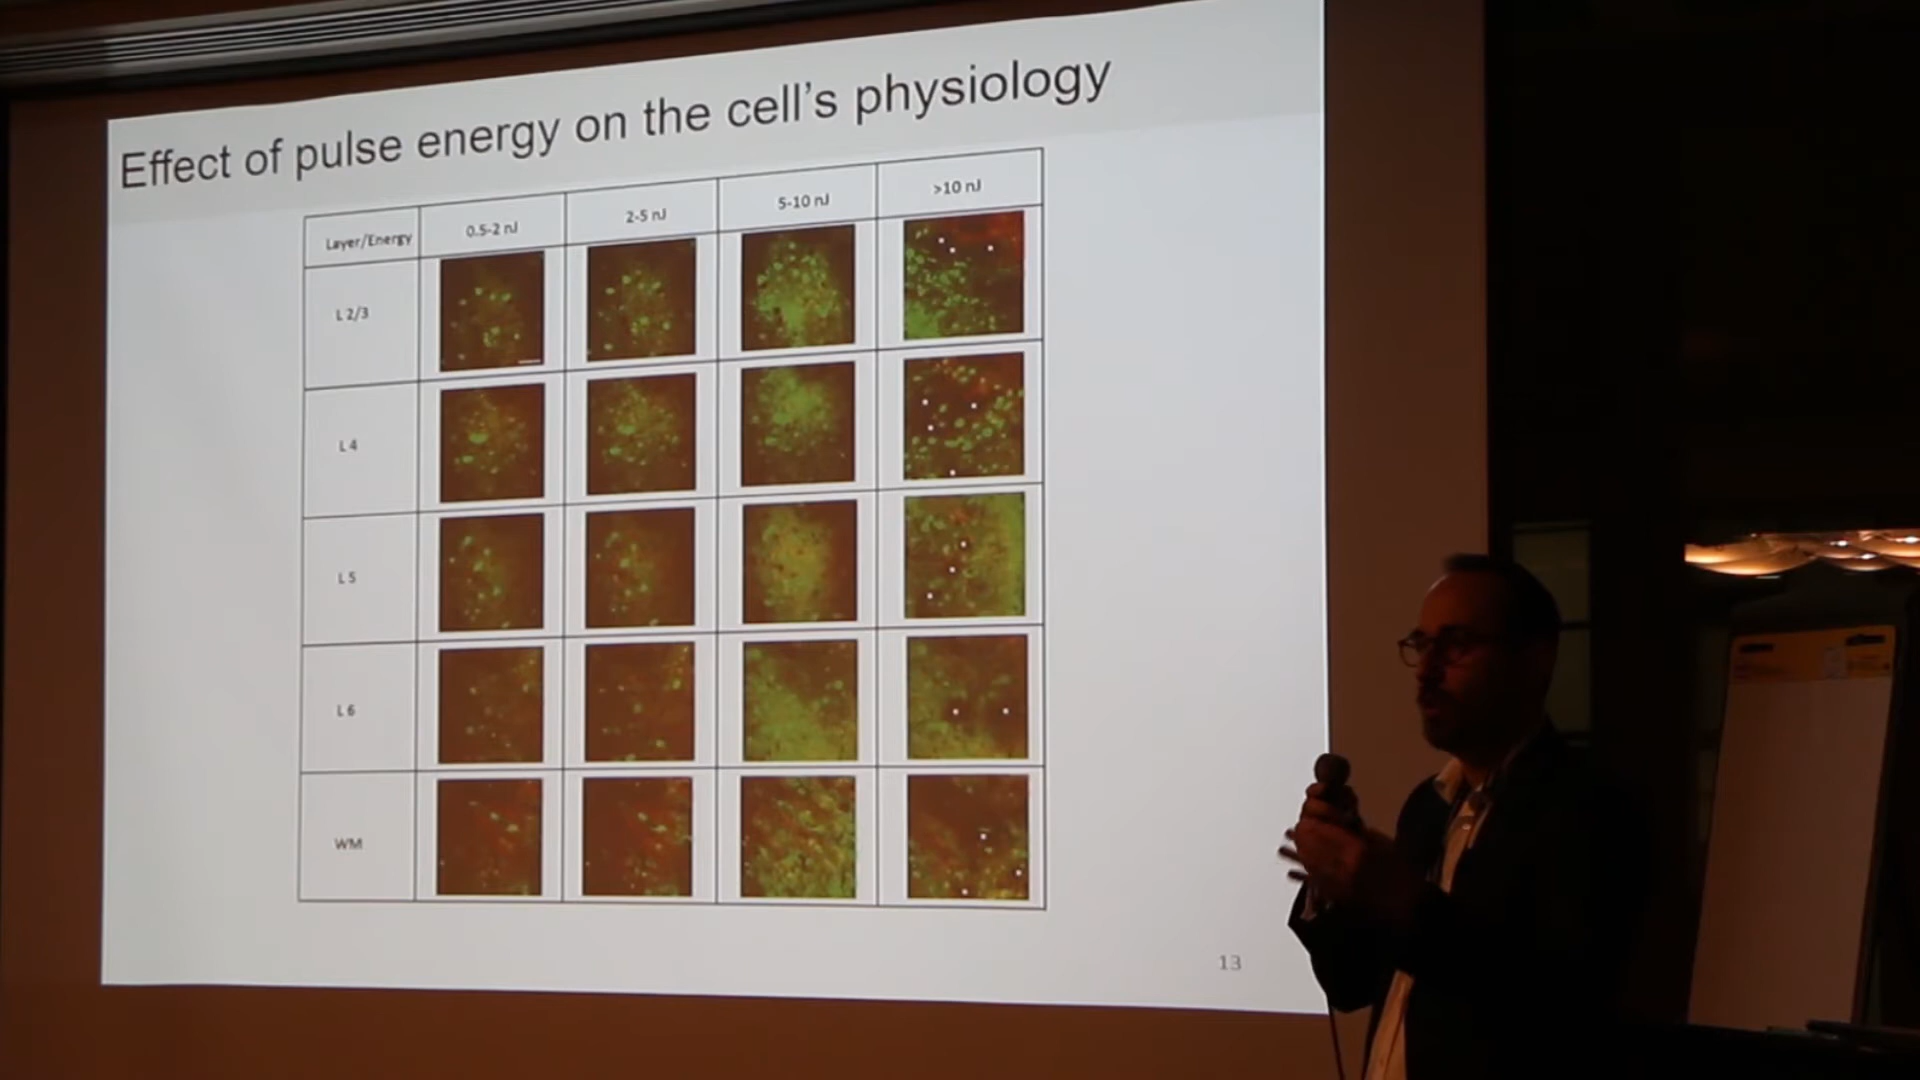 Effect of pulse energy on the cell's physiology
Layer/Energy 0.5-2 nJ 2-5 nJ 5-10 nJ >10 nJ
L 2/3
L 4
L 5
L 6
WM
13